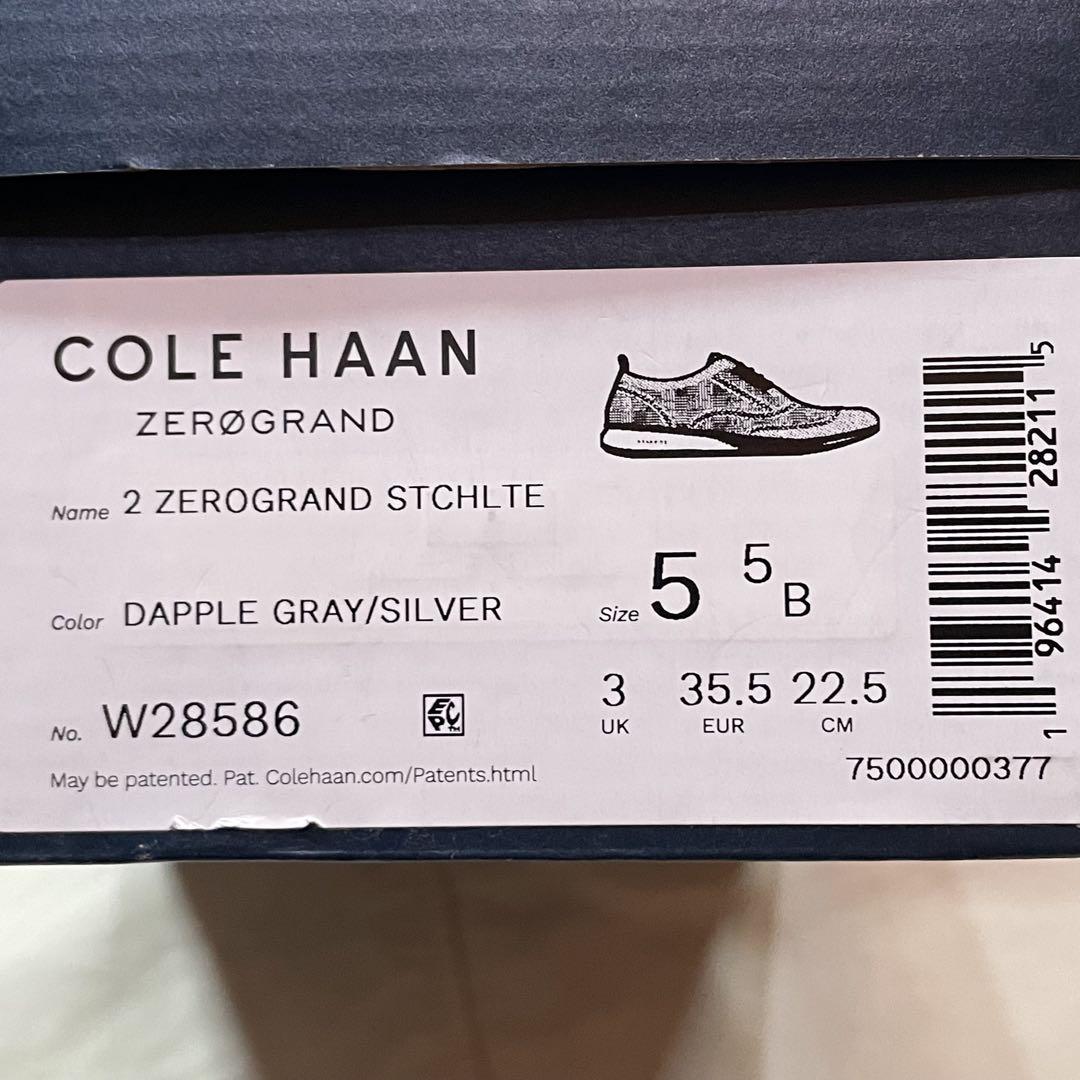 COLE HAAN
ZERØGRAND
Name 2 ZEROGRAND STCHLTE
Color DAPPLE GRAY/SILVER
Size 5 5 B
3 35.5 22.5
UK EUR CM
No. W28586
May be patented. Pat. Colehaan.com/Patents.html
7500000377
1 96414 28211 5